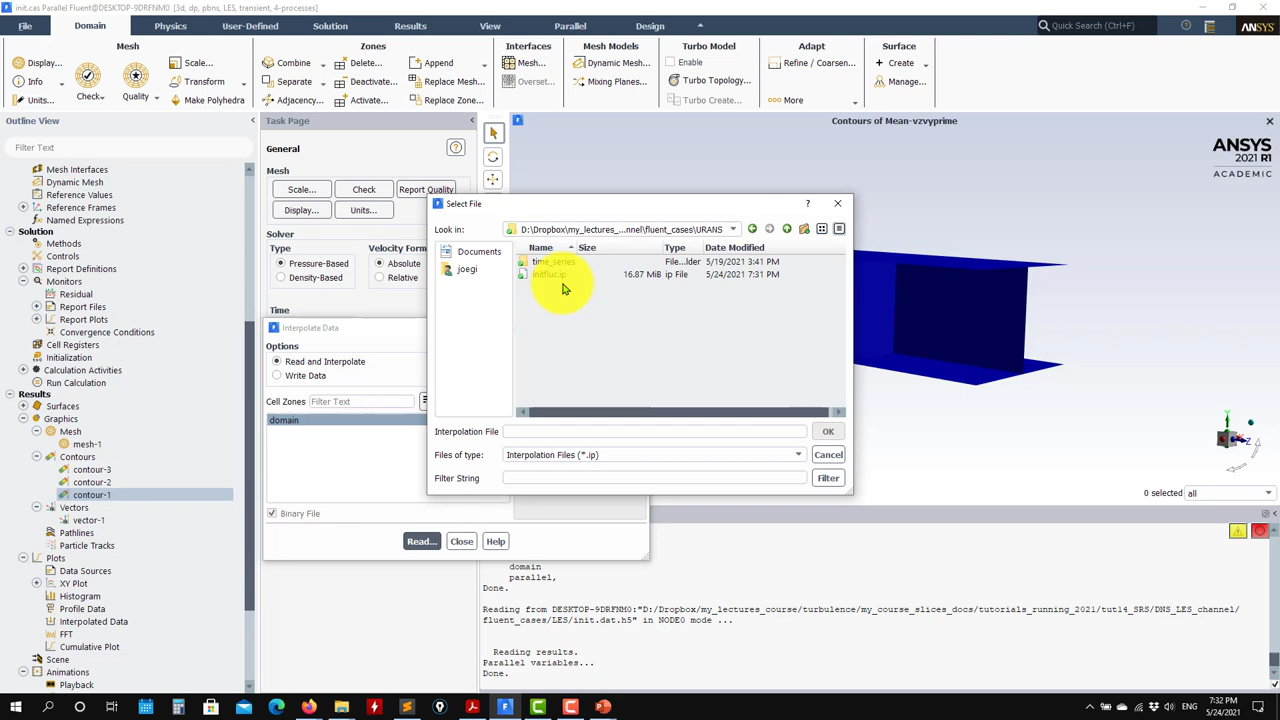 init.cas Parallel Fluent@DESKTOP-9DRFNM0 [3d, dp, pbns, LES, transient, 4-processes]
File Domain Physics User-Defined Solution Results View Parallel Design Quick Search (Ctrl+F) ANSYS
Mesh Zones Interfaces Mesh Models Turbo Model Adapt Surface
Display... Scale... Combine Delete... Append Mesh... Dynamic Mesh... Enable Refine / Coarsen... Create
Info Transform Separate Deactivate... Replace Mesh... Overset... Mixing Planes... Turbo Topology... Manage...
Check Quality
Units... Make Polyhedra Adjacency... Activate... Replace Zone... Turbo Create... More
Outline View
Filter Text
Mesh Interfaces
Dynamic Mesh
Reference Values
Reference Frames
Named Expressions
Solution
Methods
Controls
Report Definitions
Monitors
Residual
Report Files
Report Plots
Convergence Conditions
Cell Registers
Initialization
Calculation Activities
Run Calculation
Results
Surfaces
Graphics
Mesh
mesh-1
Contours
contour-3
contour-2
contour-1
Vectors
vector-1
Pathlines
Particle Tracks
Plots
Data Sources
XY Plot
Histogram
Profile Data
Interpolated Data
FFT
Cumulative Plot
Scene
Animations
Playback
Task Page
General
Mesh
Scale... Check Report Quality
Display... Units...
Solver
Type Velocity Form
Pressure-Based Absolute
Density-Based Relative
Time
Interpolate Data
Options
Read and Interpolate
Write Data
Cell Zones Filter Text
domain
Binary File
Read... Close Help
Select File
Look in: D:\Dropbox\my_lectures_...nnel\fluent_cases\URANS
Documents
joegi
Name Size Type Date Modified
time_series File...lder 5/19/2021 3:41 PM
initfluc.ip 16.87 MiB ip File 5/24/2021 7:31 PM
Interpolation File OK
Files of type: Interpolation Files (*.ip) Cancel
Filter String Filter
Contours of Mean-vzvyprime
ANSYS
2021 R1
ACADEMIC
Y
Z
0 selected all
domain
parallel,
Done.
Reading from DESKTOP-9DRFNM0:"D:/Dropbox/my_lectures_course/turbulence/my_course_slices_docs/tutorials_running_2021/tut14_SRS/DNS_LES_channel/
fluent_cases/LES/init.dat.h5" in NODE0 mode ...
Reading results.
Parallel variables...
Done.
ENG 7:32 PM
5/24/2021